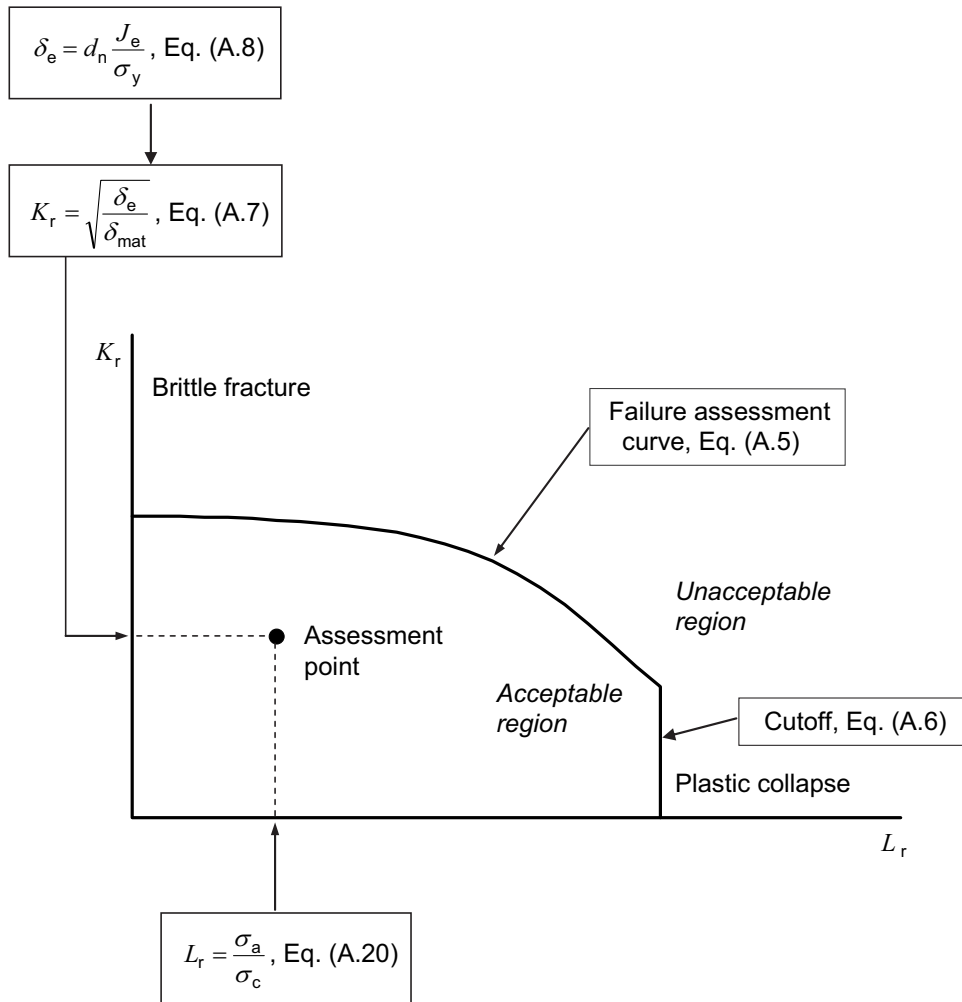 δe = dn Je/σy, Eq. (A.8)
Kr = √(δe/δmat), Eq. (A.7)
Kr
Brittle fracture
Failure assessment
curve, Eq. (A.5)
Unacceptable
region
Assessment
point
Acceptable
region
Cutoff, Eq. (A.6)
Plastic collapse
Lr
Lr = σa/σc, Eq. (A.20)